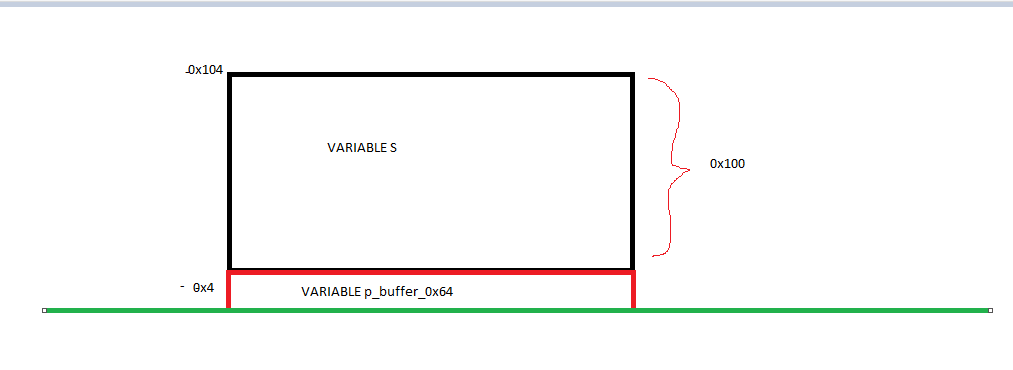 -0x104
VARIABLE S
0x100
- 0x4
VARIABLE p_buffer_0x64